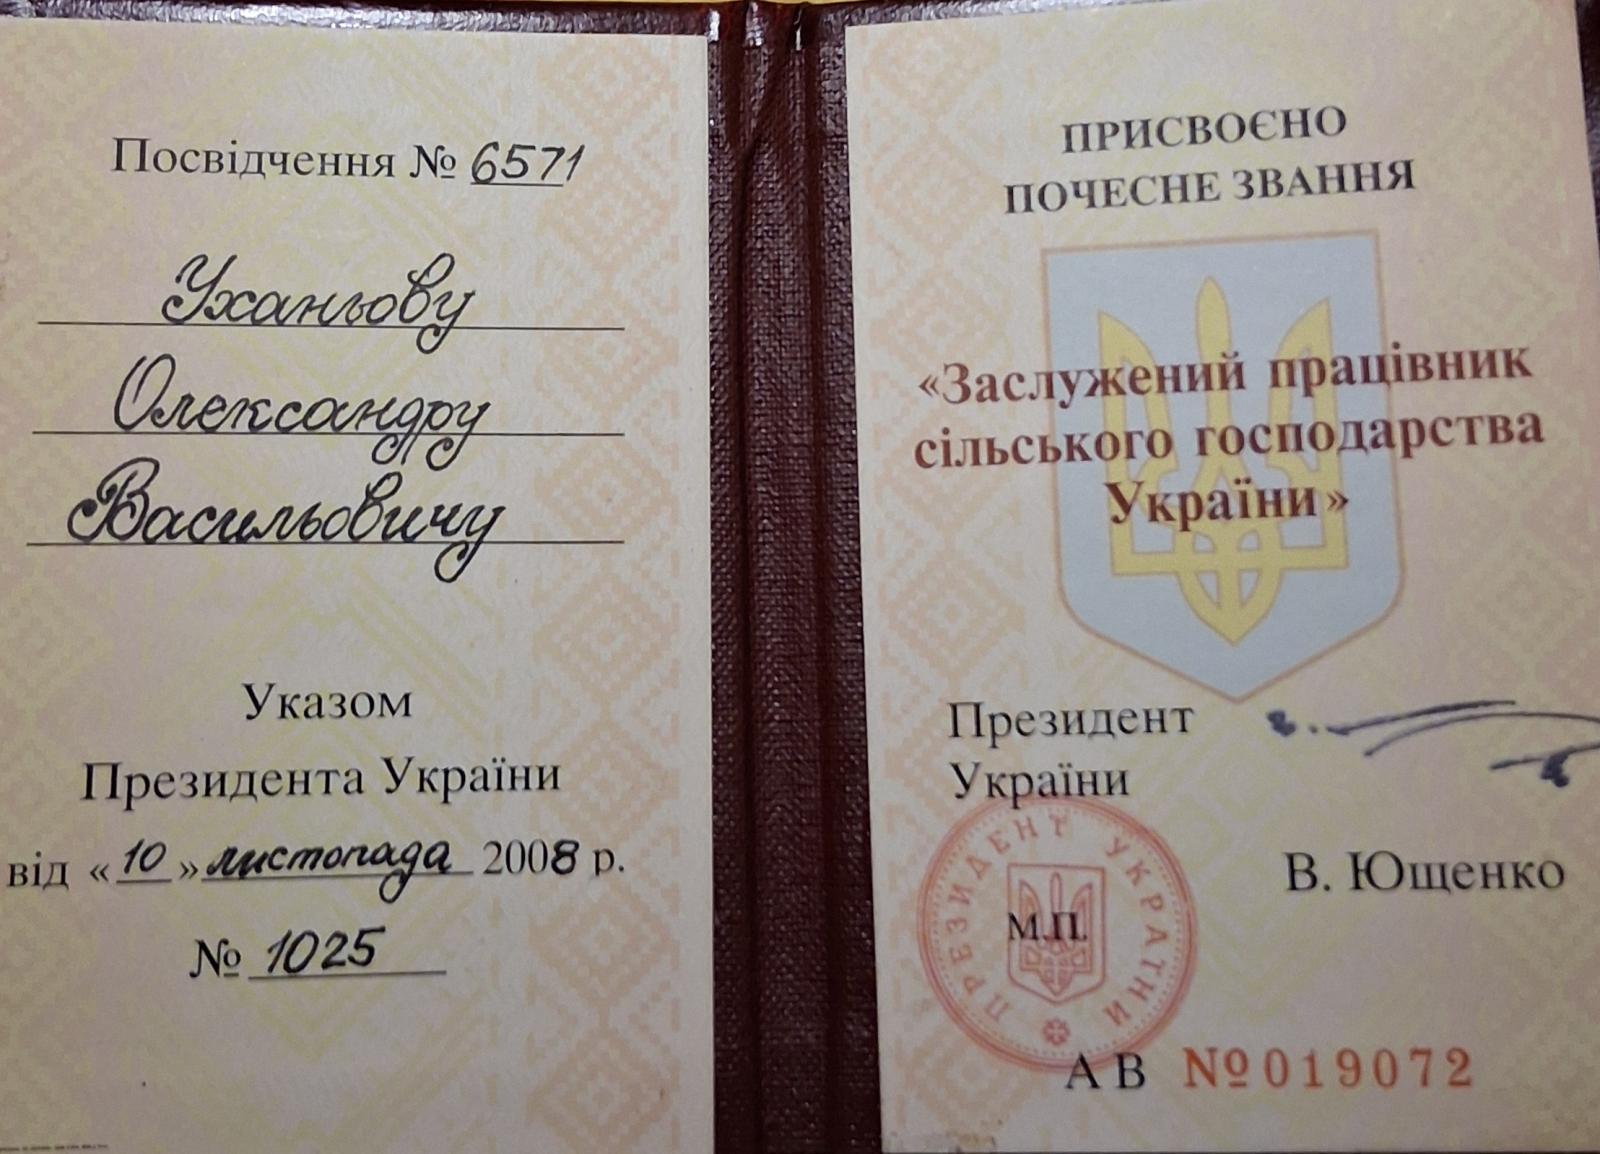 Посвідчення № 6571
Уханьову
Олександру
Васильовичу
Указом
Президента України
від «10» листопада 2008 р.
№ 1025
ПРИСВОЄНО
ПОЧЕСНЕ ЗВАННЯ
«Заслужений працівник
сільського господарства
України»
Президент
України
В. Ющенко
ПРЕЗИДЕНТ УКРАЇНИ
М.П.
А В №019072